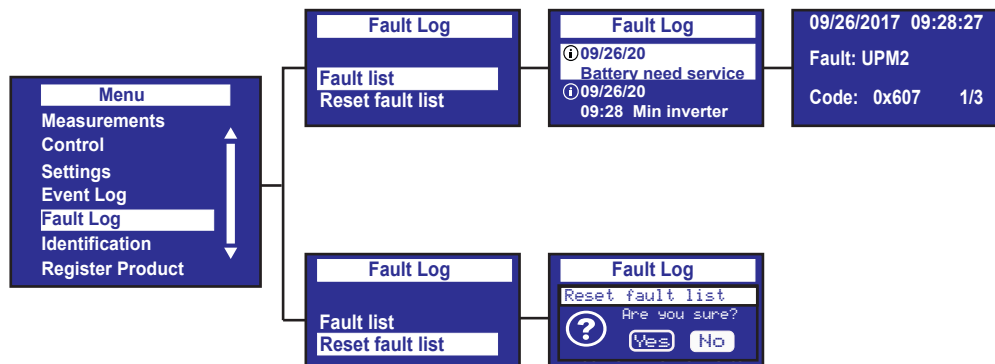 Menu
Measurements
Control
Settings
Event Log
Fault Log
Identification
Register Product
Fault Log
Fault list
Reset fault list
Fault Log
09/26/20
Battery need service
09/26/20
09:28 Min inverter
09/26/2017 09:28:27
Fault: UPM2
Code: 0x607 1/3
Fault Log
Fault list
Reset fault list
Fault Log
Reset fault list
Are you sure?
Yes No